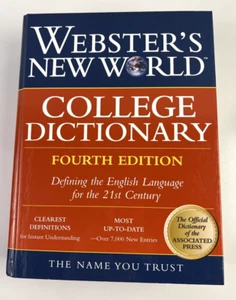 WEBSTER'S
NEW WORLD™
COLLEGE
DICTIONARY
FOURTH EDITION
Defining the English Language
for the 21st Century
CLEAREST
DEFINITIONS
for Instant Understanding
MOST
UP-TO-DATE
—Over 7,000 New Entries
The Official
Dictionary
of the
ASSOCIATED
PRESS
THE NAME YOU TRUST